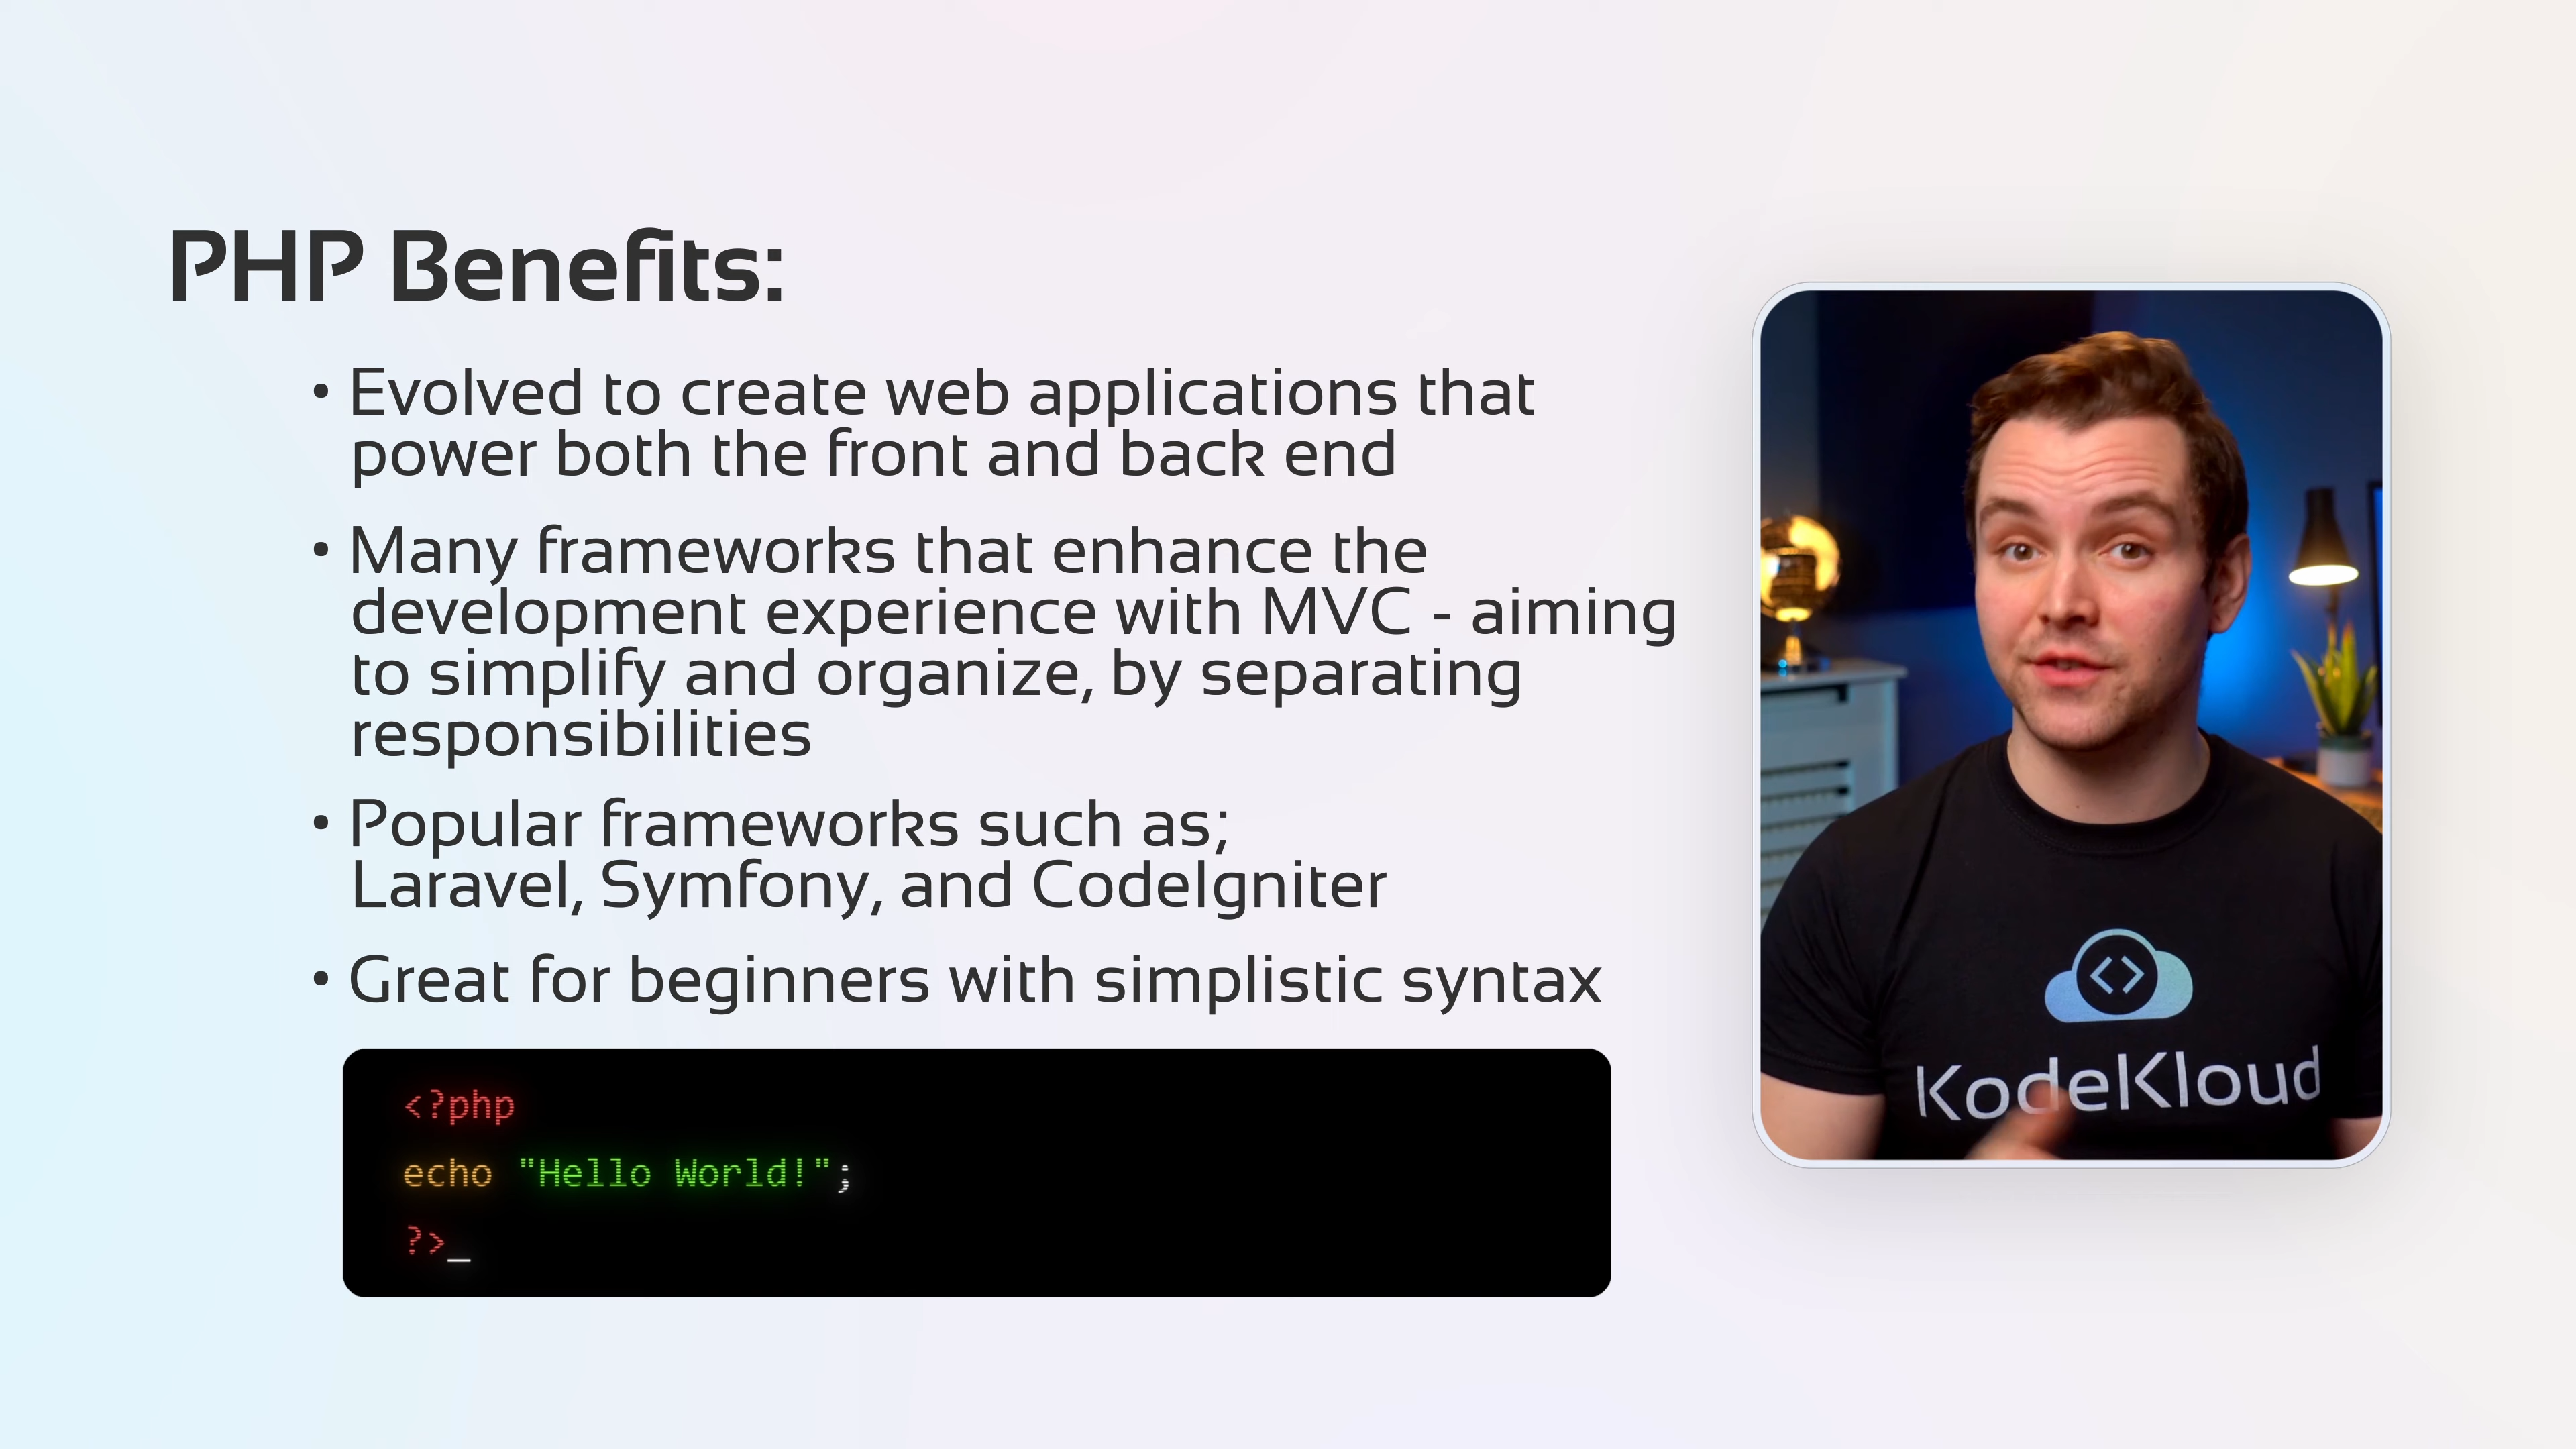 PHP Benefits:
• Evolved to create web applications that
power both the front and back end
• Many frameworks that enhance the
development experience with MVC - aiming
to simplify and organize, by separating
responsibilities
• Popular frameworks such as;
Laravel, Symfony, and CodeIgniter
• Great for beginners with simplistic syntax
<?php
echo "Hello World!";
?>_
<>
KodeKloud